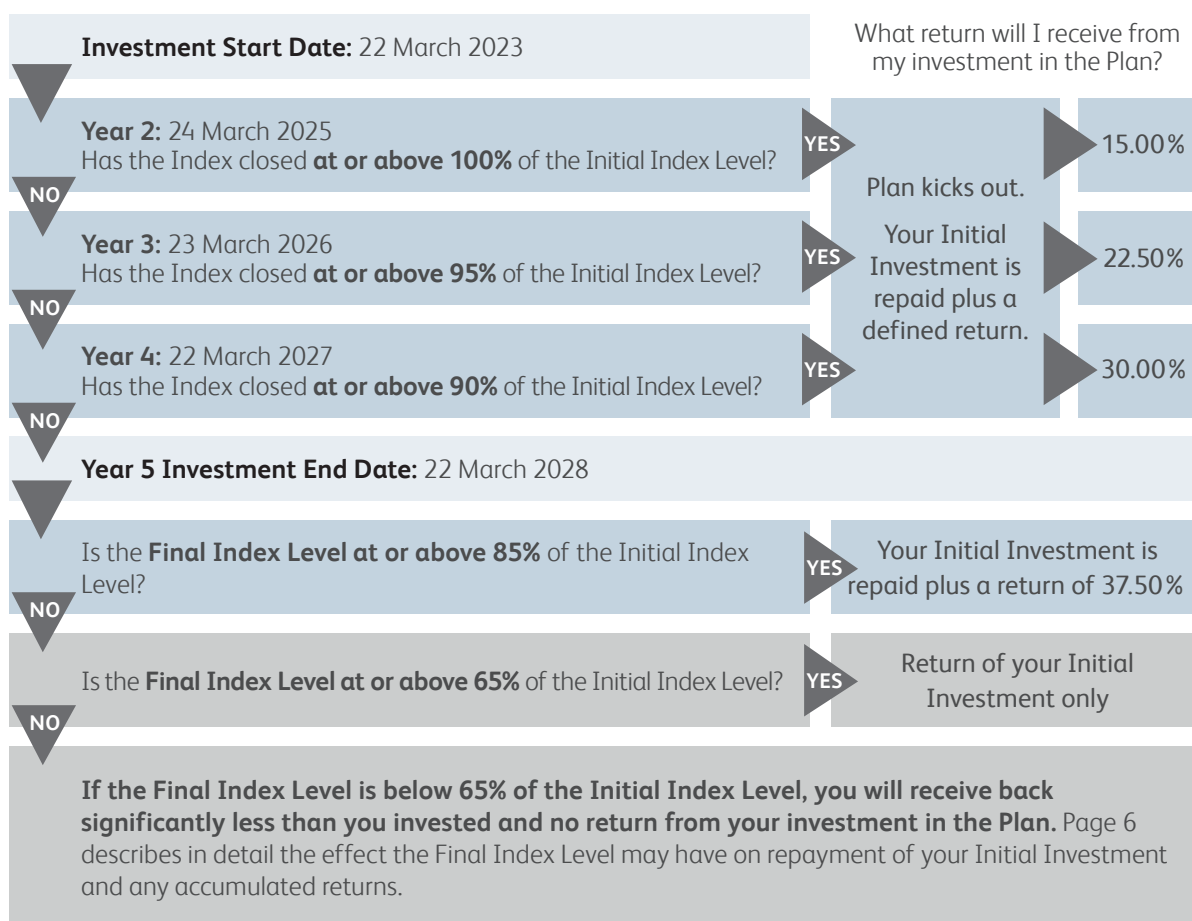 Investment Start Date: 22 March 2023
What return will I receive from
my investment in the Plan?
Year 2: 24 March 2025
Has the Index closed at or above 100% of the Initial Index Level?
YES
15.00%
NO
Plan kicks out.
Your Initial
Investment is
repaid plus a
defined return.
Year 3: 23 March 2026
Has the Index closed at or above 95% of the Initial Index Level?
YES
22.50%
NO
Year 4: 22 March 2027
Has the Index closed at or above 90% of the Initial Index Level?
YES
30.00%
NO
Year 5 Investment End Date: 22 March 2028
Is the Final Index Level at or above 85% of the Initial Index
Level?
YES
Your Initial Investment is
repaid plus a return of 37.50%
NO
Is the Final Index Level at or above 65% of the Initial Index Level?
YES
Return of your Initial
Investment only
NO
If the Final Index Level is below 65% of the Initial Index Level, you will receive back
significantly less than you invested and no return from your investment in the Plan. Page 6
describes in detail the effect the Final Index Level may have on repayment of your Initial Investment
and any accumulated returns.